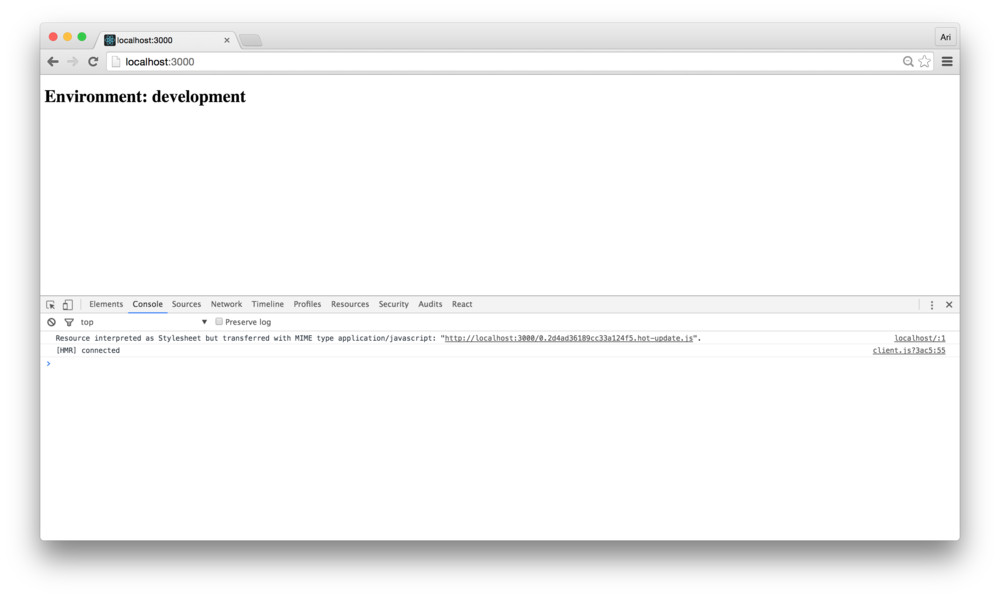 localhost:3000
Ari
localhost:3000
Environment: development
Elements Console Sources Network Timeline Profiles Resources Security Audits React
top Preserve log
Resource interpreted as Stylesheet but transferred with MIME type application/javascript: "http://localhost:3000/0.2d4ad36189cc33a124f5.hot-update.js". localhost/:1
[HMR] connected client.js?3ac5:55